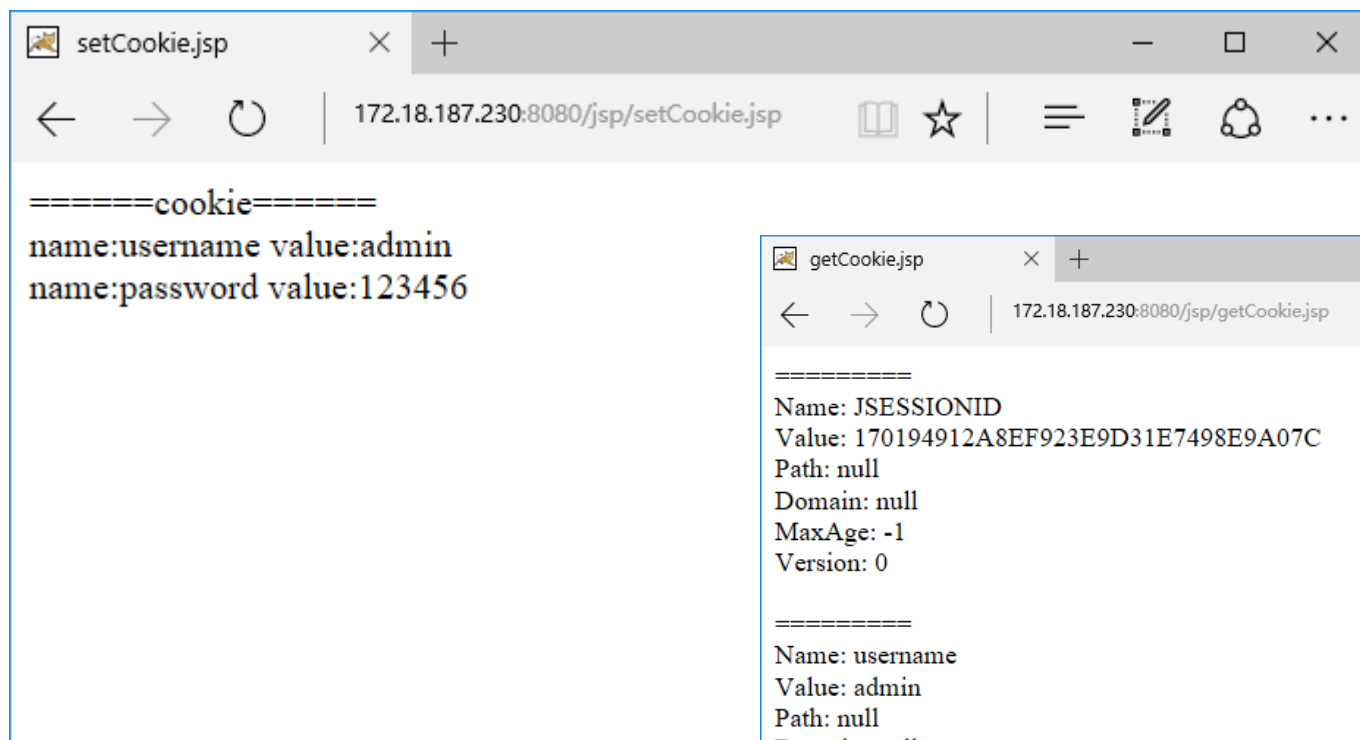 setCookie.jsp
172.18.187.230:8080/jsp/setCookie.jsp
======cookie======
name:username value:admin
name:password value:123456
getCookie.jsp
172.18.187.230:8080/jsp/getCookie.jsp
=========
Name: JSESSIONID
Value: 170194912A8EF923E9D31E7498E9A07C
Path: null
Domain: null
MaxAge: -1
Version: 0
=========
Name: username
Value: admin
Path: null